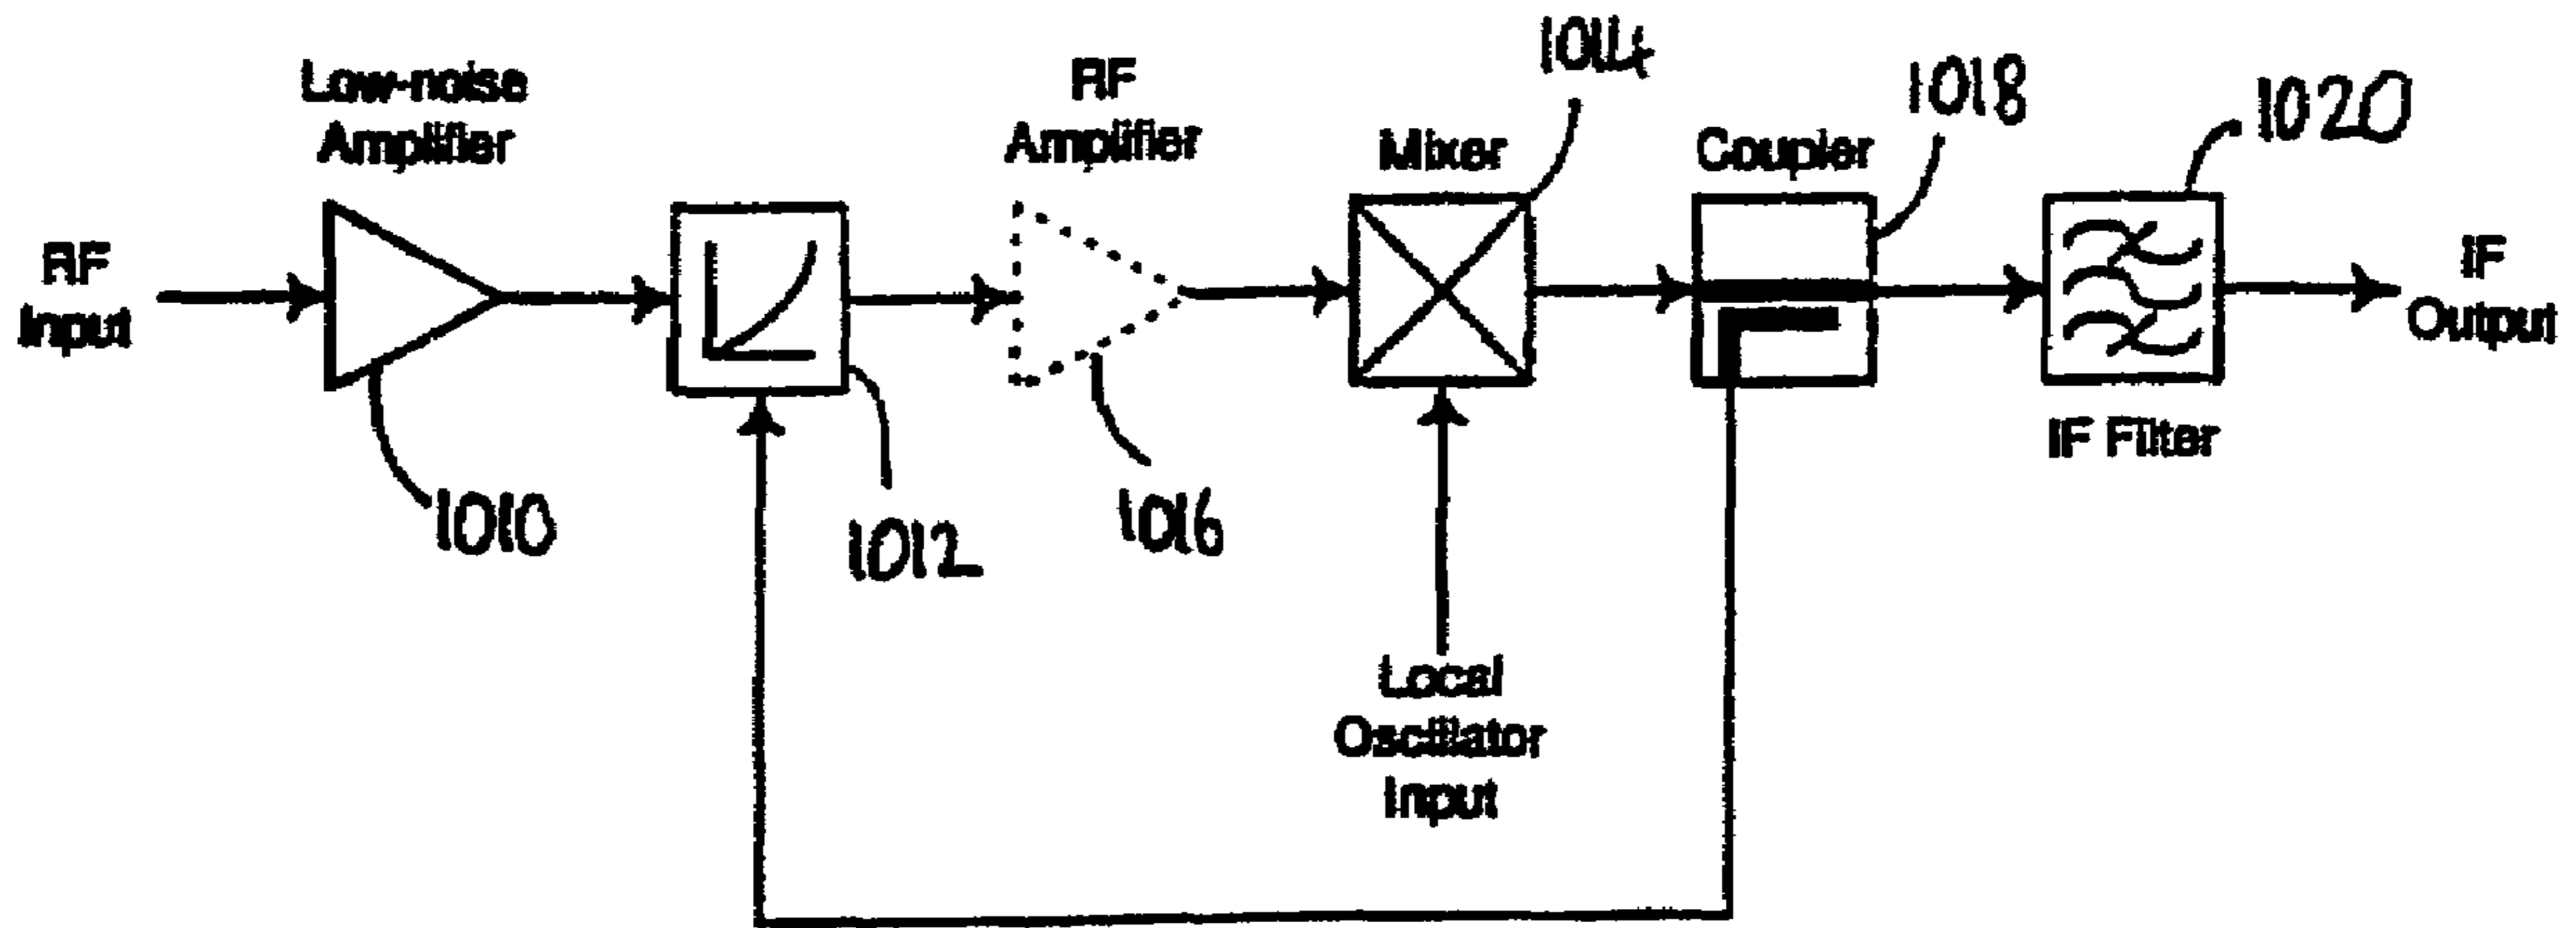 Low-noise
Amplifier
RF
Amplifier
Mixer
1014
Coupler
1018
1020
RF
Input
IF
Output
IF Filter
1010
1012
1016
Local
Oscillator
Input